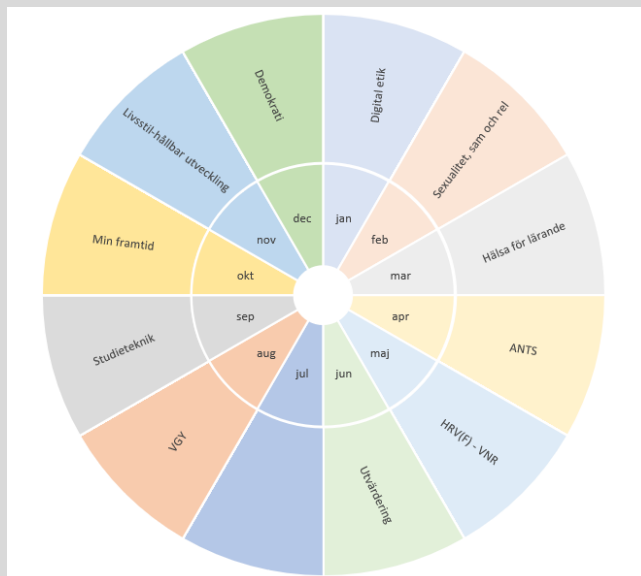 Digital etik
Sexualitet, sam och rel
Hälsa för lärande
ANTS
HRV(F) - VNR
Utvärdering
VGY
Studieteknik
Min framtid
Livsstil-hållbar utveckling
Demokrati
jan
feb
mar
apr
maj
jun
jul
aug
sep
okt
nov
dec